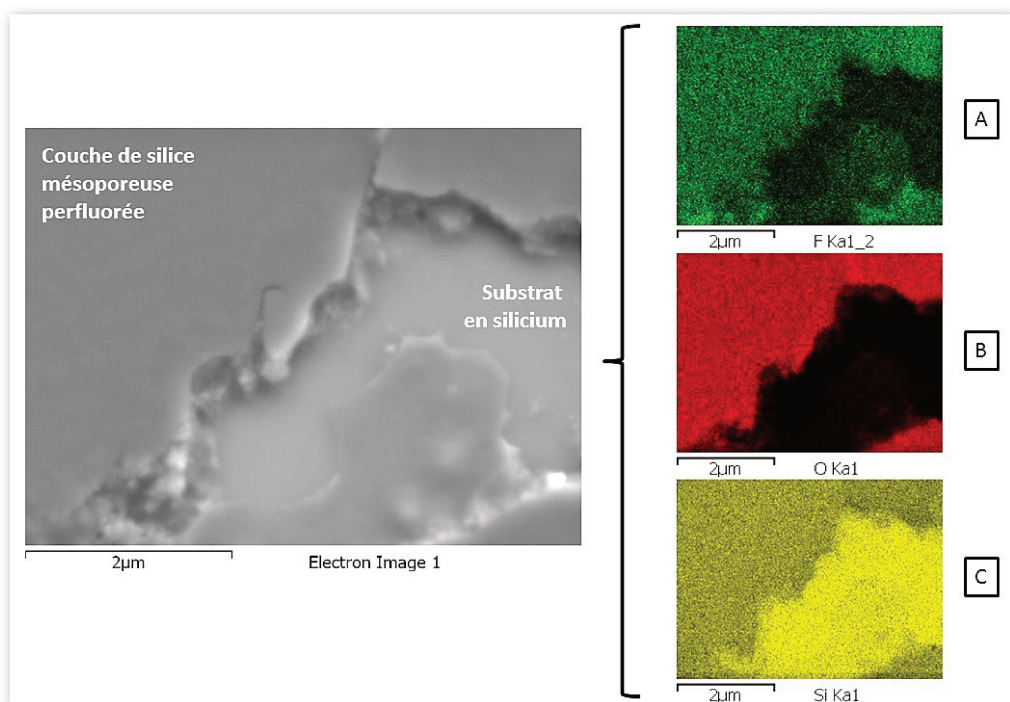 Couche de silice
mésoporeuse
perfluorée
Substrat
en silicium
2µm
Electron Image 1
A
2µm
F Ka1_2
B
2µm
O Ka1
C
2µm
Si Ka1